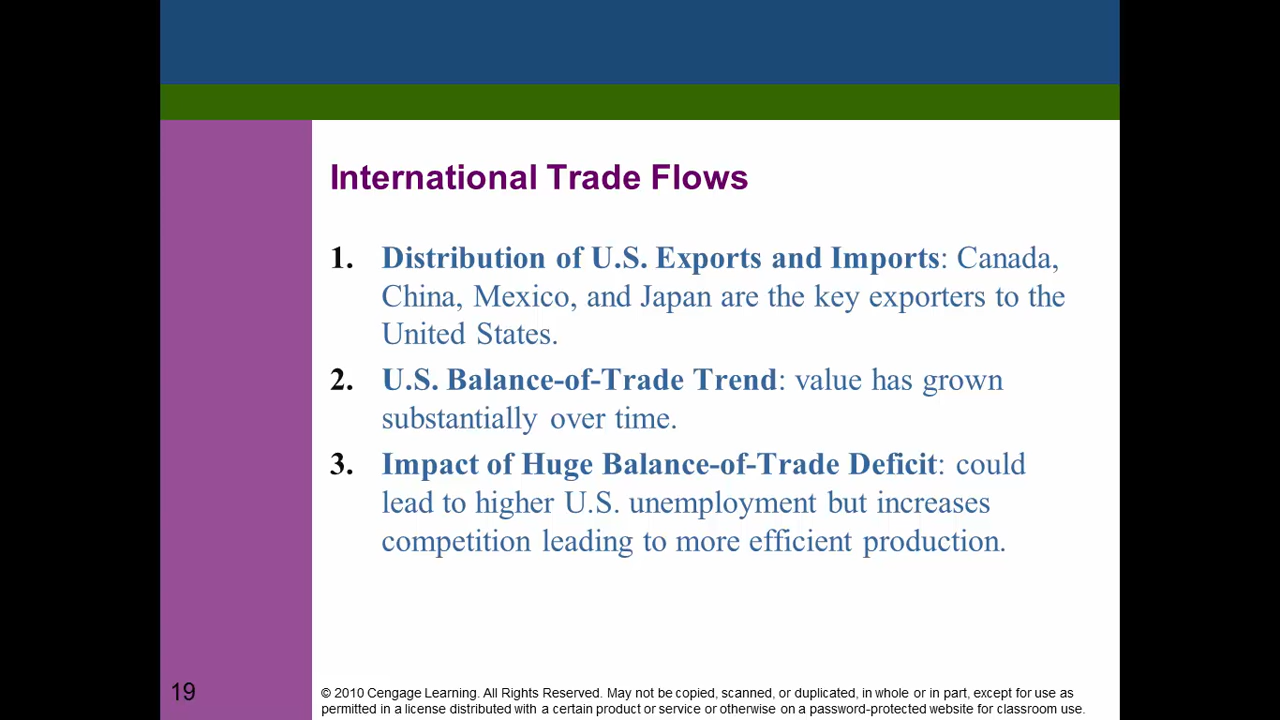 International Trade Flows
1. Distribution of U.S. Exports and Imports: Canada,
China, Mexico, and Japan are the key exporters to the
United States.
2. U.S. Balance-of-Trade Trend: value has grown
substantially over time.
3. Impact of Huge Balance-of-Trade Deficit: could
lead to higher U.S. unemployment but increases
competition leading to more efficient production.
19
© 2010 Cengage Learning. All Rights Reserved. May not be copied, scanned, or duplicated, in whole or in part, except for use as
permitted in a license distributed with a certain product or service or otherwise on a password-protected website for classroom use.